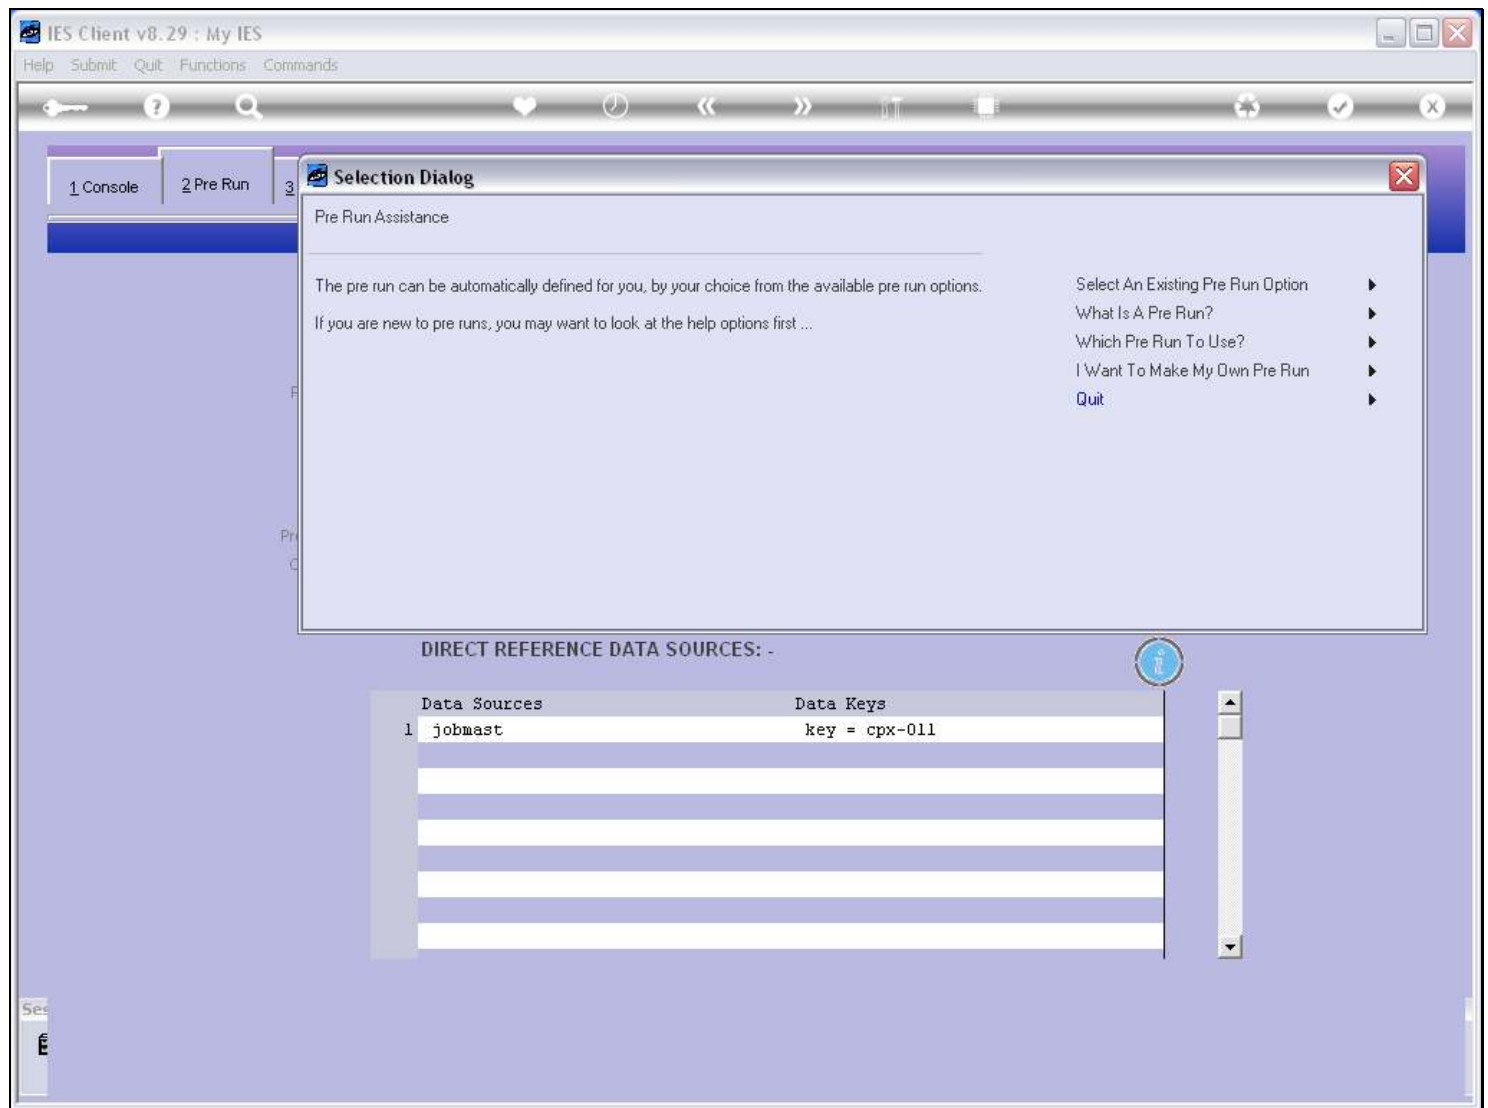 IES Client v8.29 : My IES
Help Submit Quit Functions Commands
1 Console
2 Pre Run
3
Selection Dialog
Pre Run Assistance
The pre run can be automatically defined for you, by your choice from the available pre run options.
If you are new to pre runs, you may want to look at the help options first ...
Select An Existing Pre Run Option
What Is A Pre Run?
Which Pre Run To Use?
I Want To Make My Own Pre Run
Quit
DIRECT REFERENCE DATA SOURCES: -
Data Sources Data Keys
1 jobmast key = cpx-011